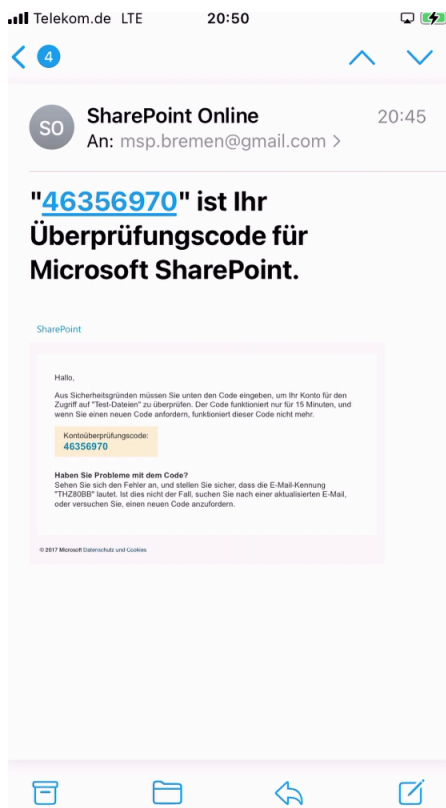 Telekom.de LTE 20:50
4
SO
SharePoint Online 20:45
An: msp.bremen@gmail.com >
"46356970" ist Ihr
Überprüfungscode für
Microsoft SharePoint.
SharePoint
Hallo,
Aus Sicherheitsgründen müssen Sie unten den Code eingeben, um Ihr Konto für den
Zugriff auf "Test-Dateien" zu überprüfen. Der Code funktioniert nur für 15 Minuten, und
wenn Sie einen neuen Code anfordern, funktioniert dieser Code nicht mehr.
Kontoüberprüfungscode:
46356970
Haben Sie Probleme mit dem Code?
Sehen Sie sich den Fehler an, und stellen Sie sicher, dass die E-Mail-Kennung
"THZ80BB" lautet. Ist dies nicht der Fall, suchen Sie nach einer aktualisierten E-Mail,
oder versuchen Sie, einen neuen Code anzufordern.
© 2017 Microsoft Datenschutz und Cookies